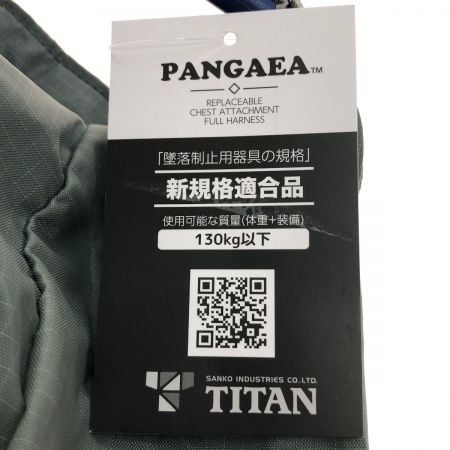 PANGAEA™
REPLACEABLE
CHEST ATTACHMENT
FULL HARNESS
「墜落制止用器具の規格」
新規格適合品
使用可能な質量(体重+装備)
130kg以下
SANKO INDUSTRIES CO.,LTD.
TITAN